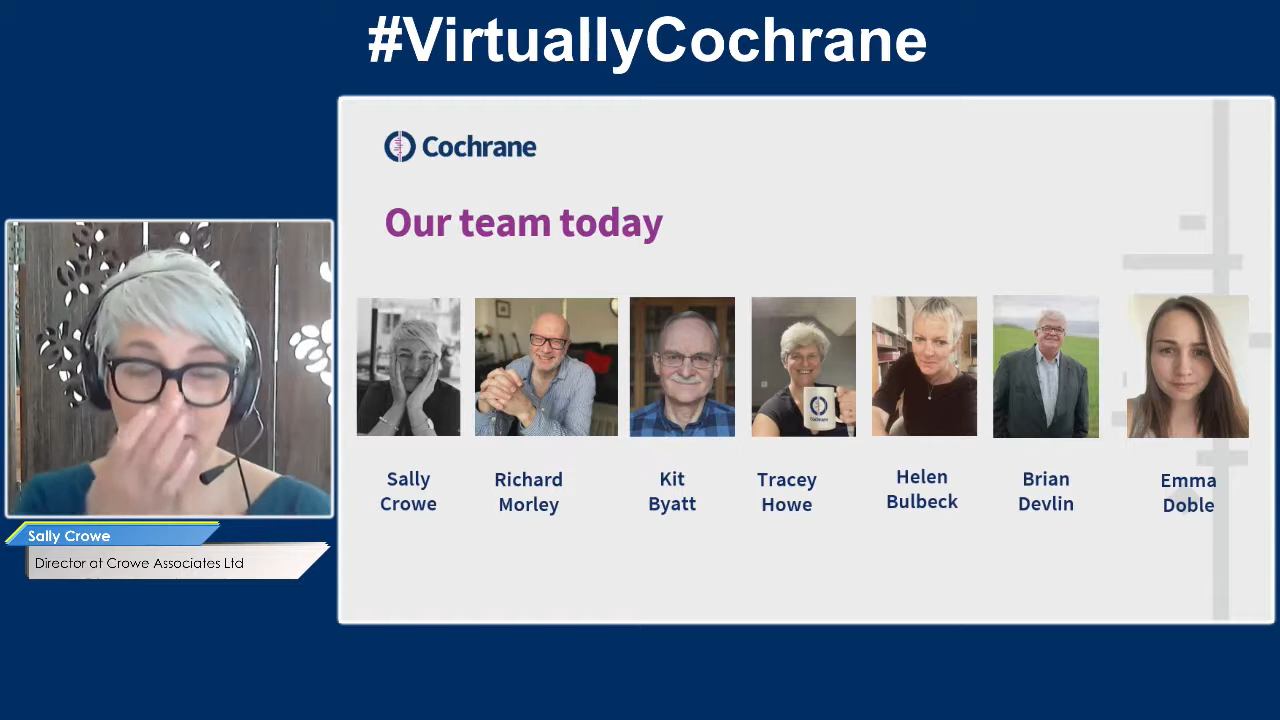 #VirtuallyCochrane
Cochrane
Our team today
Sally
Crowe
Richard
Morley
Kit
Byatt
Tracey
Howe
Helen
Bulbeck
Brian
Devlin
Emma
Doble
COCHRANE
Sally Crowe
Director at Crowe Associates Ltd